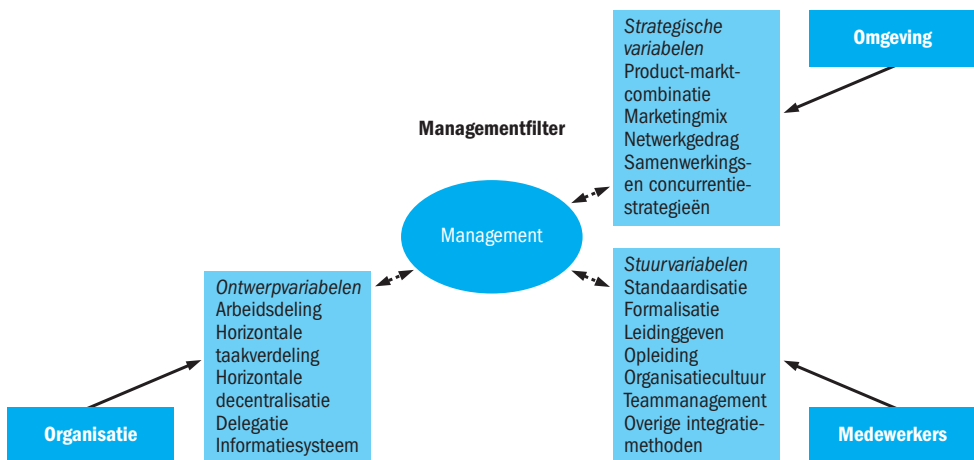 Strategische
variabelen
Product-markt-
combinatie
Marketingmix
Netwerkgedrag
Samenwerkings-
en concurrentie-
strategieën
Omgeving
Managementfilter
Management
Ontwerpvariabelen
Arbeidsdeling
Horizontale
taakverdeling
Horizontale
decentralisatie
Delegatie
Informatiesysteem
Organisatie
Stuurvariabelen
Standaardisatie
Formalisatie
Leidinggeven
Opleiding
Organisatiecultuur
Teammanagement
Overige integratie-
methoden
Medewerkers